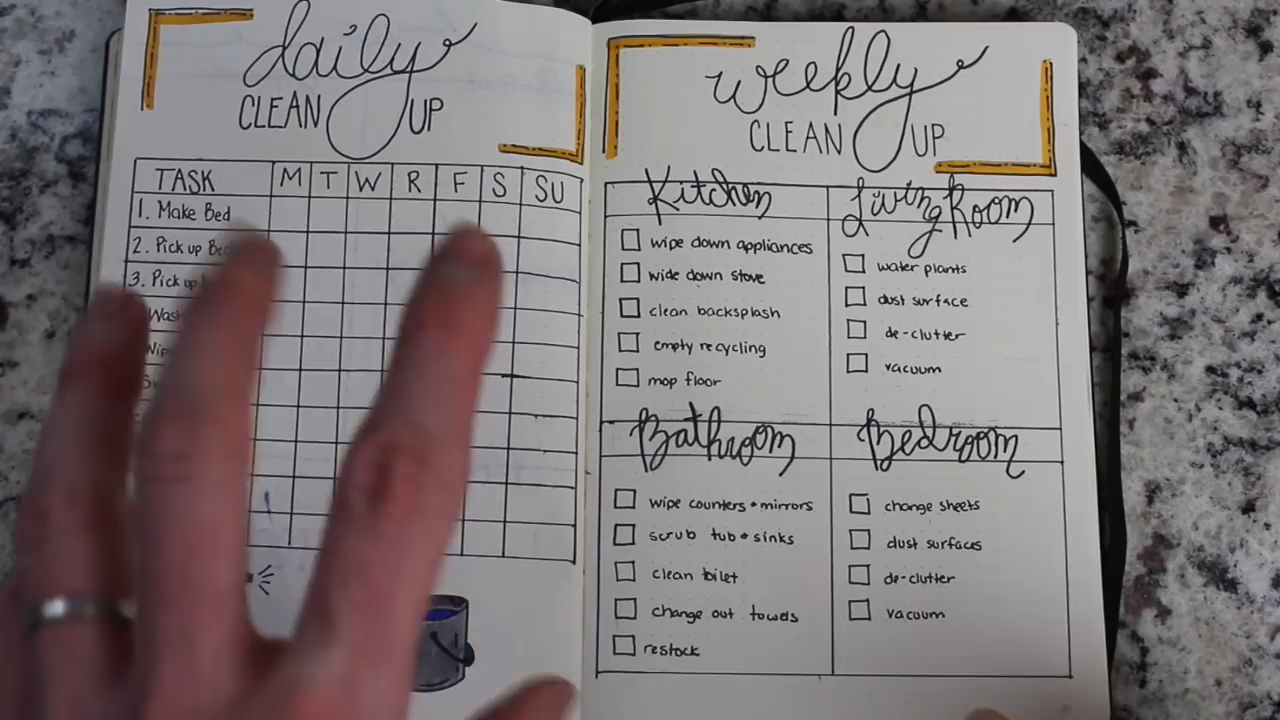 daily
CLEAN UP
TASK M T W R F S SU
1. Make Bed
2. Pick up
3. Pick up
weekly
CLEAN UP
Kitchen
wipe down appliances
wide down stove
clean backsplash
empty recycling
mop floor
Living Room
water plants
dust surface
de-clutter
vacuum
Bathroom
wipe counters + mirrors
scrub tub + sinks
clean toilet
change out towels
restock
Bedroom
change sheets
dust surfaces
de-clutter
vacuum